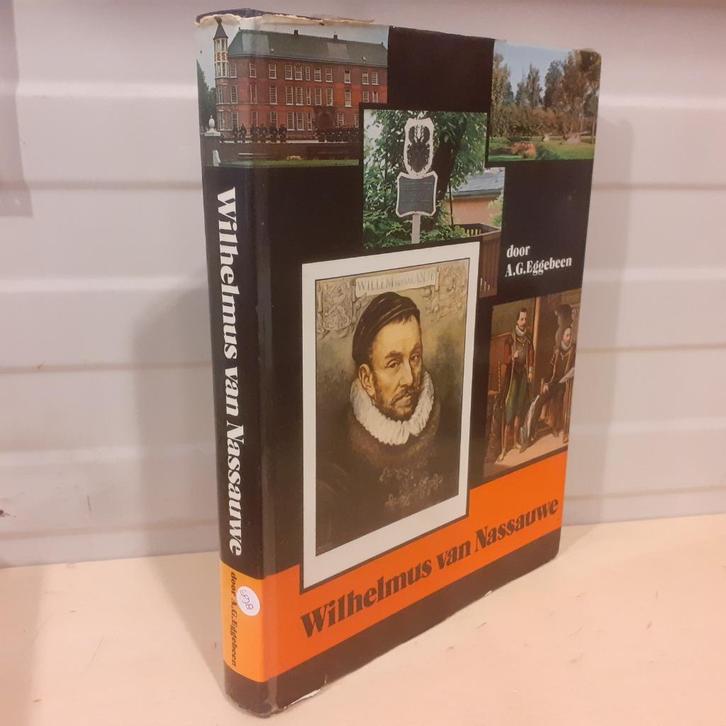 Wilhelmus van Nassauwe
door A.G.Eggebeen
door
A.G.Eggebeen
WILLEM
Wilhelmus van Nassauwe